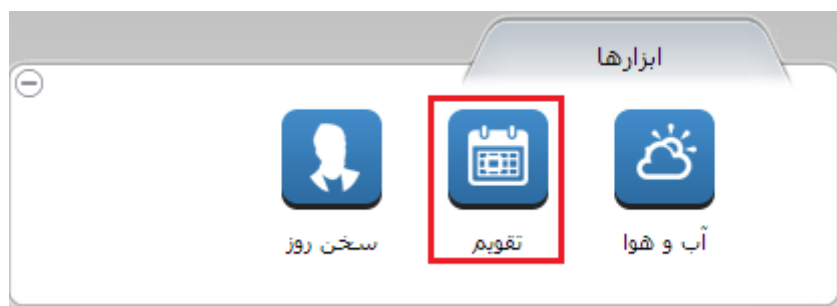 ابزارها
آب و هوا
تقویم
سخن روز